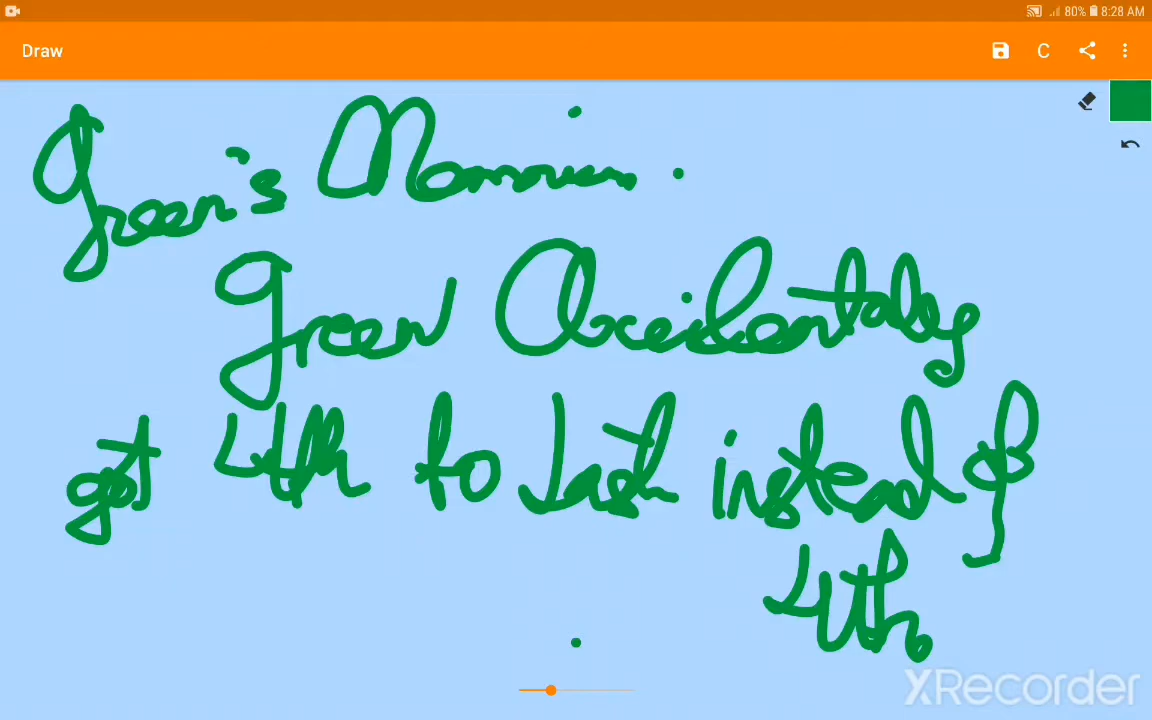 80% 8:28 AM
Draw
C
Green's .
Green Accidentally
got 4th to Last instead of
4th
XRecorder